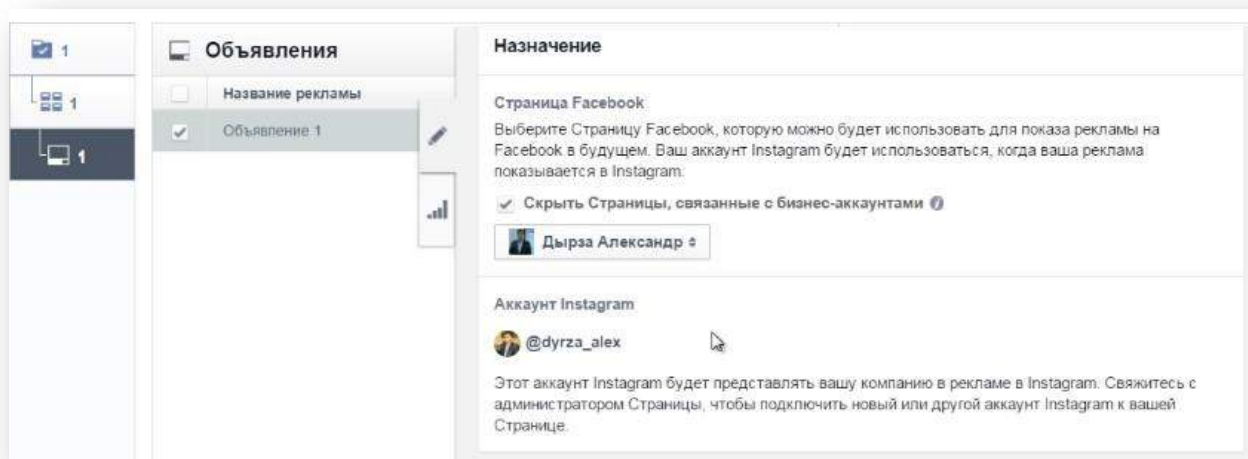 1
1
1
Объявления
Название рекламы
Объявление 1
Назначение
Страница Facebook
Выберите Страницу Facebook, которую можно будет использовать для показа рекламы на
Facebook в будущем. Ваш аккаунт Instagram будет использоваться, когда ваша реклама
показывается в Instagram.
Скрыть Страницы, связанные с бизнес-аккаунтами
Дырза Александр
Аккаунт Instagram
@dyrza_alex
Этот аккаунт Instagram будет представлять вашу компанию в рекламе в Instagram. Свяжитесь с
администратором Страницы, чтобы подключить новый или другой аккаунт Instagram к вашей
Странице.